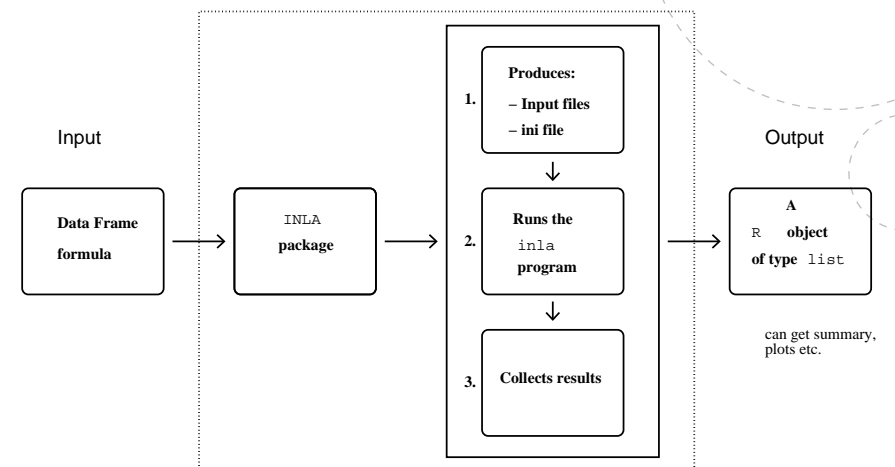 Input
Data Frame
formula
INLA
package
1.
Produces:
– Input files
– ini file
2.
Runs the
inla
program
3.
Collects results
Output
A
R object
of type list
can get summary,
plots etc.